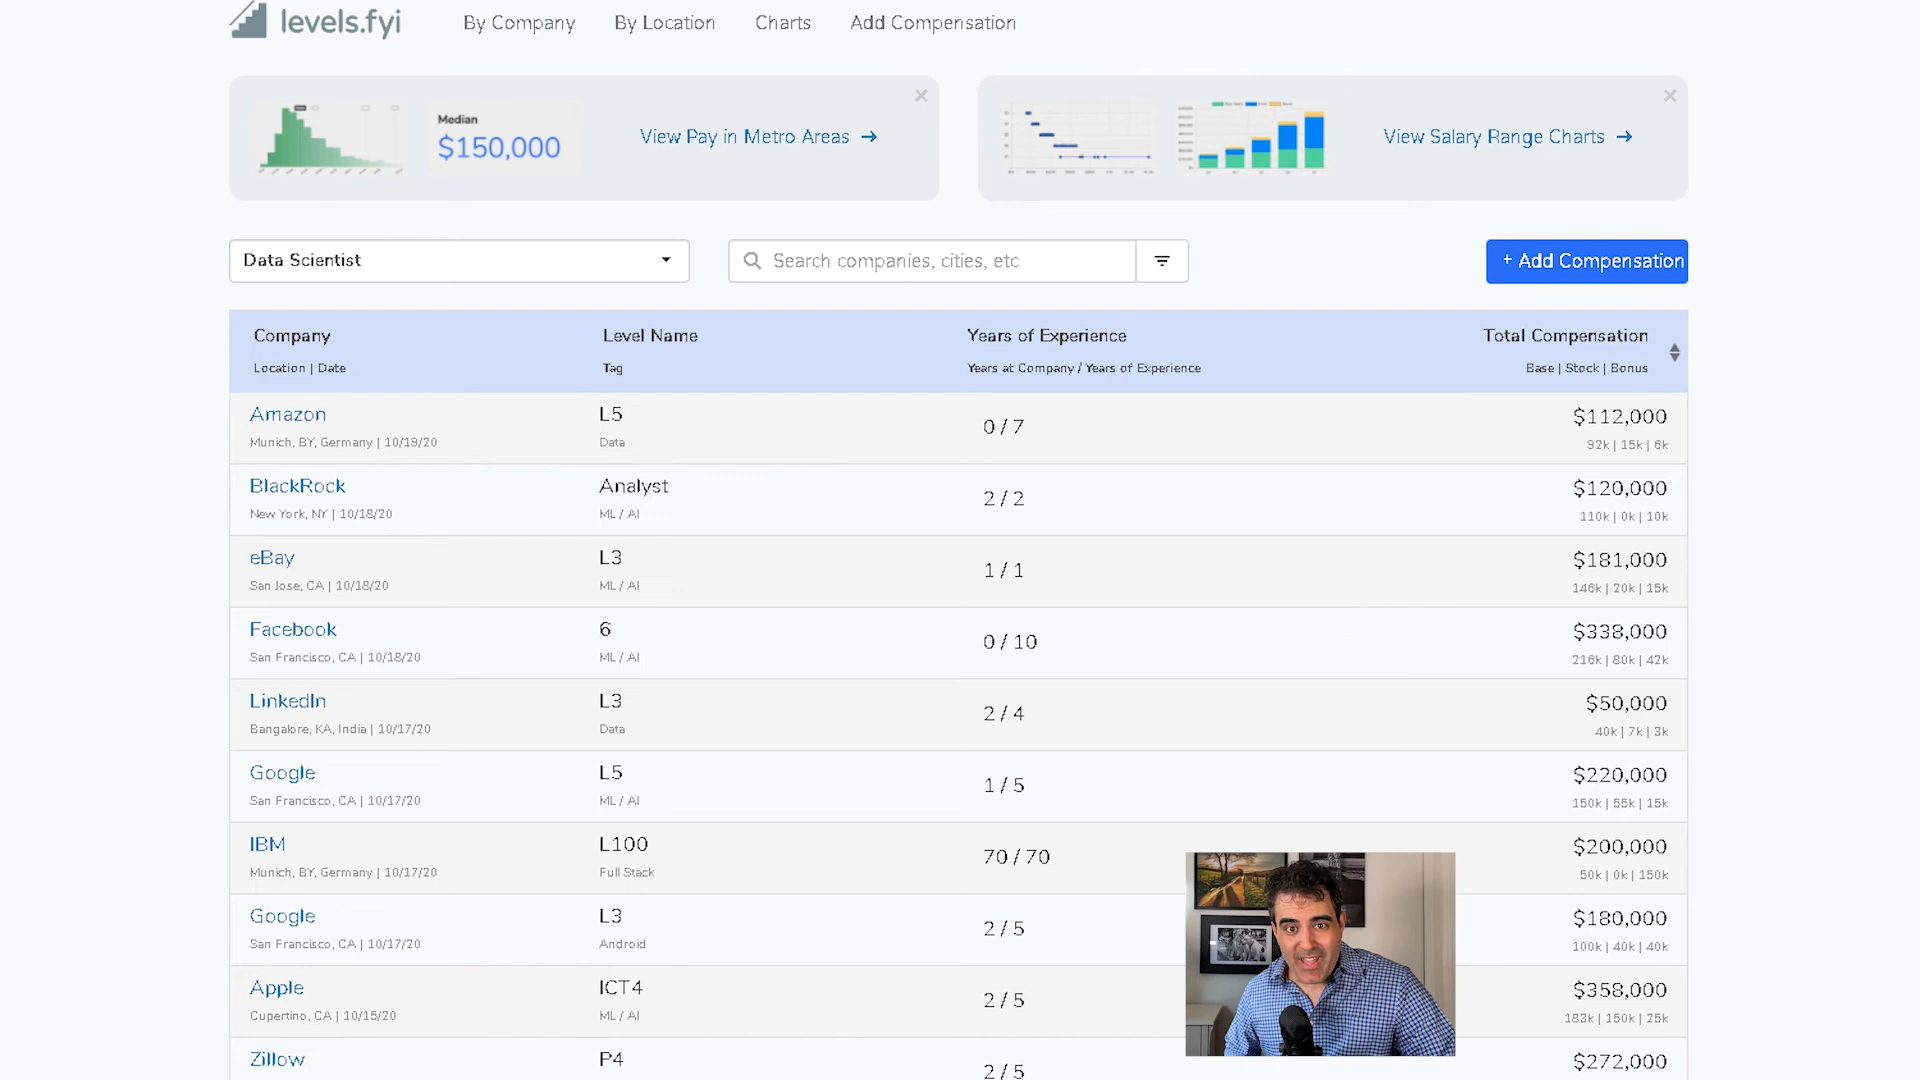 levels.fyi By Company By Location Charts Add Compensation
Median
$150,000
View Pay in Metro Areas →
View Salary Range Charts →
Data Scientist
Search companies, cities, etc
+ Add Compensation
Company Level Name Years of Experience Total Compensation
Location | Date Tag Years at Company / Years of Experience Base | Stock | Bonus
Amazon L5 0 / 7 $112,000
Munich, BY, Germany | 10/19/20 Data 92k | 15k | 6k
BlackRock Analyst 2 / 2 $120,000
New York, NY | 10/18/20 ML / AI 110k | 0k | 10k
eBay L3 1 / 1 $181,000
San Jose, CA | 10/18/20 ML / AI 146k | 20k | 15k
Facebook 6 0 / 10 $338,000
San Francisco, CA | 10/18/20 ML / AI 216k | 80k | 42k
LinkedIn L3 2 / 4 $50,000
Bangalore, KA, India | 10/17/20 Data 40k | 7k | 3k
Google L5 1 / 5 $220,000
San Francisco, CA | 10/17/20 ML / AI 150k | 55k | 15k
IBM L100 70 / 70 $200,000
Munich, BY, Germany | 10/17/20 Full Stack 50k | 0k | 150k
Google L3 2 / 5 $180,000
San Francisco, CA | 10/17/20 Android 100k | 40k | 40k
Apple ICT4 2 / 5 $358,000
Cupertino, CA | 10/15/20 ML / AI 183k | 150k | 25k
Zillow P4 2 / 5 $272,000